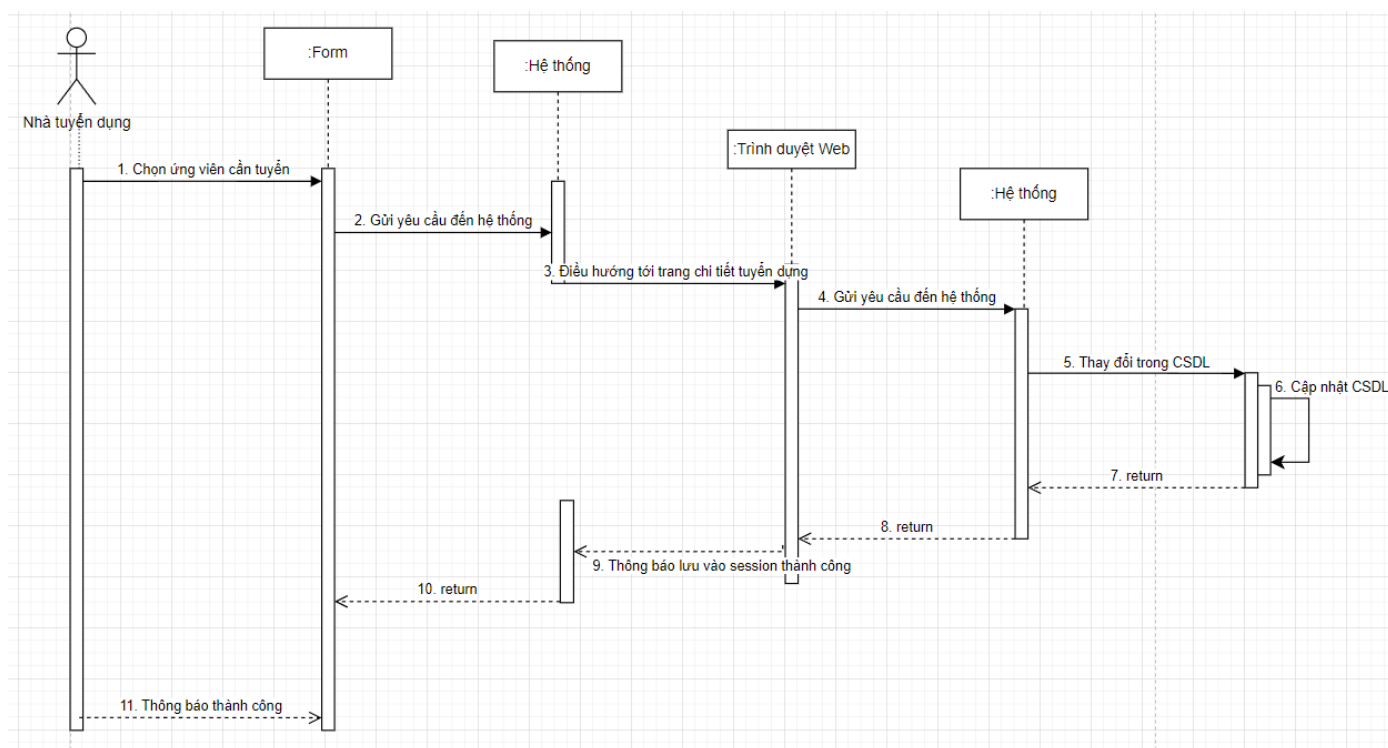 :Form
:Hệ thống
Nhà tuyển dụng
:Trình duyệt Web
1. Chọn ứng viên cần tuyển
:Hệ thống
2. Gửi yêu cầu đến hệ thống
3. Điều hướng tới trang chi tiết tuyển dụng
4. Gửi yêu cầu đến hệ thống
5. Thay đổi trong CSDL
6. Cập nhật CSDL
7. return
8. return
9. Thông báo lưu vào session thành công
10. return
11. Thông báo thành công